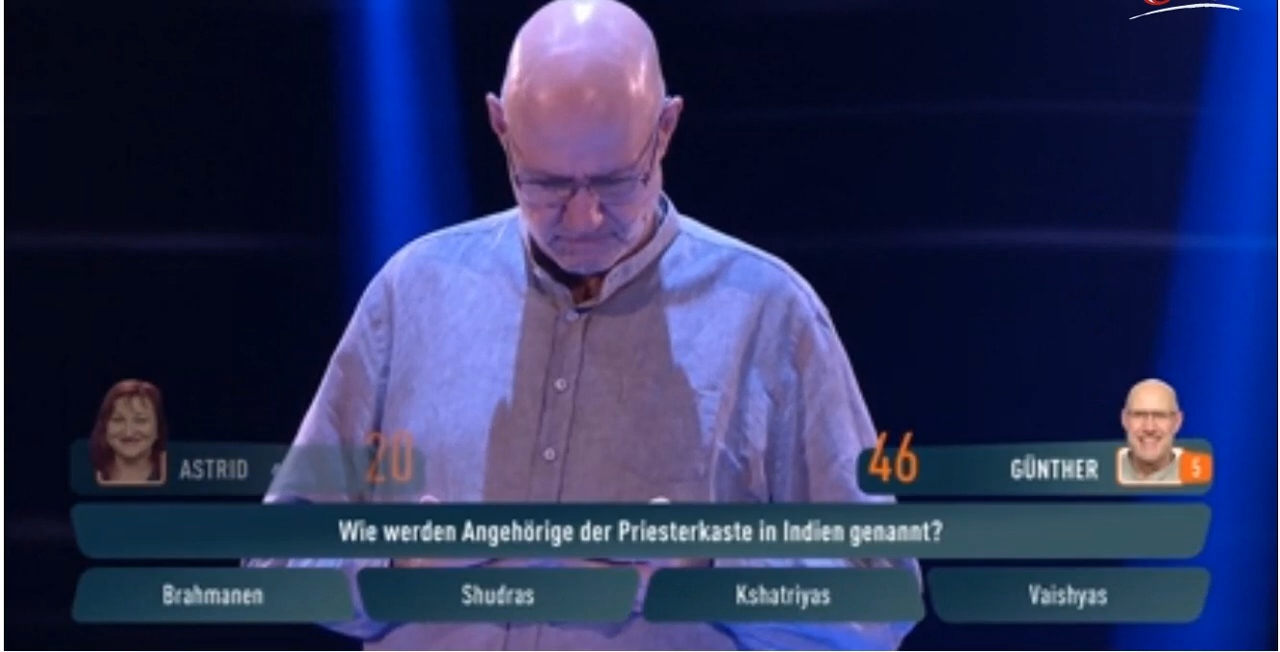 ASTRID 20
46 GÜNTHER 5
Wie werden Angehörige der Priesterkaste in Indien genannt?
Brahmanen Shudras Kshatriyas Vaishyas